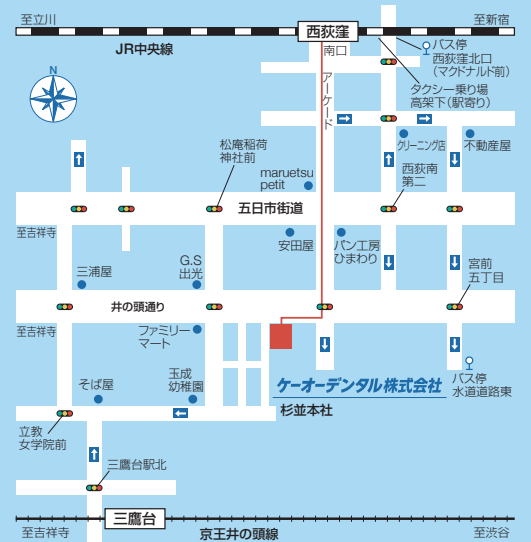 至立川
西荻窪
至新宿
JR中央線
南口
バス停
西荻窪北口
(マクドナルド前)
N
アーケード
タクシー乗り場
高架下(駅寄り)
クリーニング店
不動産屋
松庵稲荷
神社前
maruetsu
petit
西荻南
第二
五日市街道
至吉祥寺
安田屋
パン工房
ひまわり
G.S
出光
三浦屋
宮前
五丁目
井の頭通り
至吉祥寺
ファミリー
マート
玉成
幼稚園
そば屋
ケーオーデンタル株式会社
杉並本社
バス停
水道道路東
立教
女学院前
三鷹台駅北
三鷹台
至吉祥寺
京王井の頭線
至渋谷